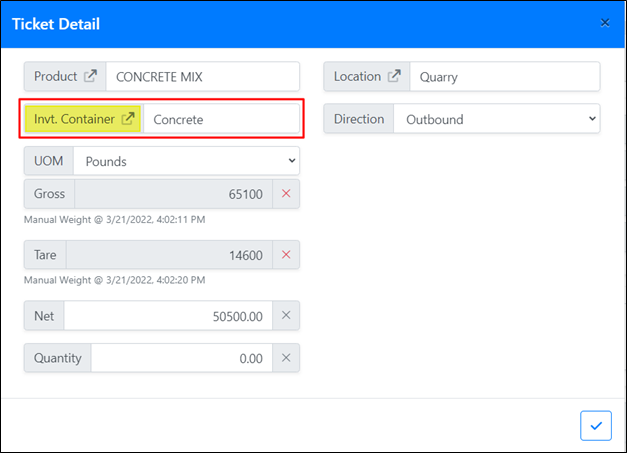 Ticket Detail
Product CONCRETE MIX
Location Quarry
Invt. Container Concrete
Direction Outbound
UOM Pounds
Gross 65100
Manual Weight @ 3/21/2022, 4:02:11 PM
Tare 14600
Manual Weight @ 3/21/2022, 4:02:20 PM
Net 50500.00
Quantity 0.00